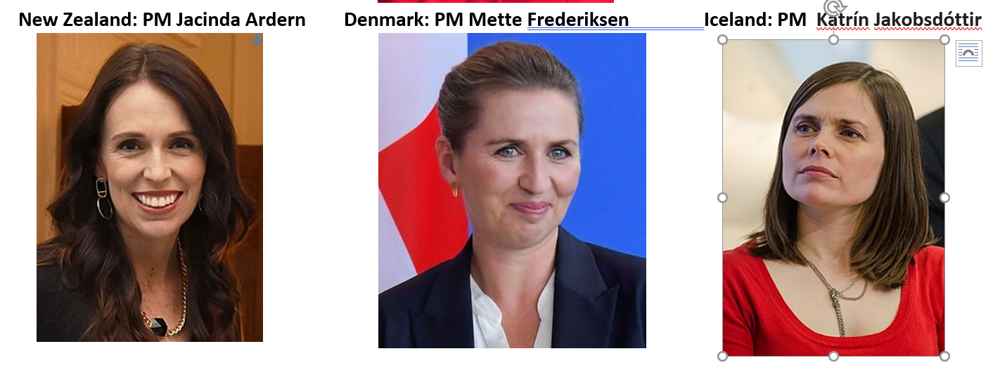 New Zealand: PM Jacinda Ardern Denmark: PM Mette Frederiksen Iceland: PM Katrín Jakobsdóttir